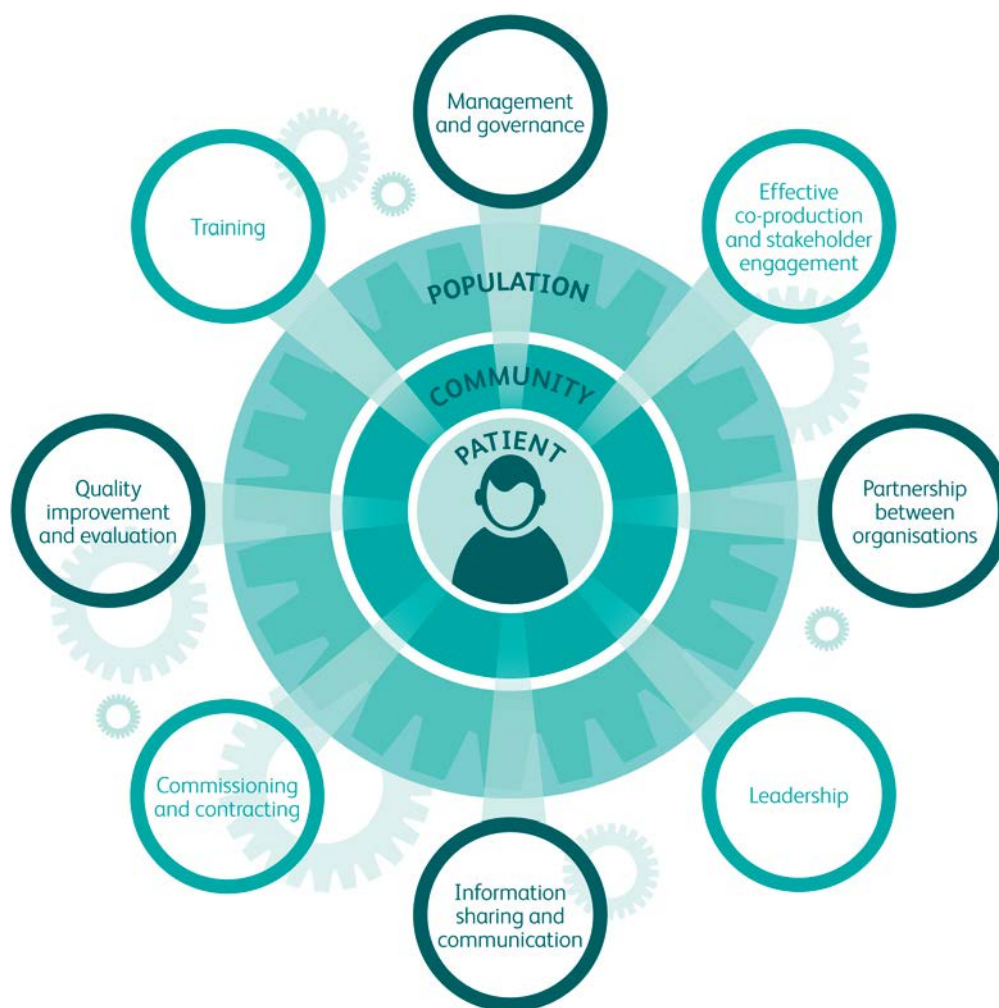 Management
and governance
Effective
co-production
and stakeholder
engagement
Training
POPULATION
COMMUNITY
PATIENT
Quality
improvement
and evaluation
Partnership
between
organisations
Commissioning
and contracting
Leadership
Information
sharing and
communication